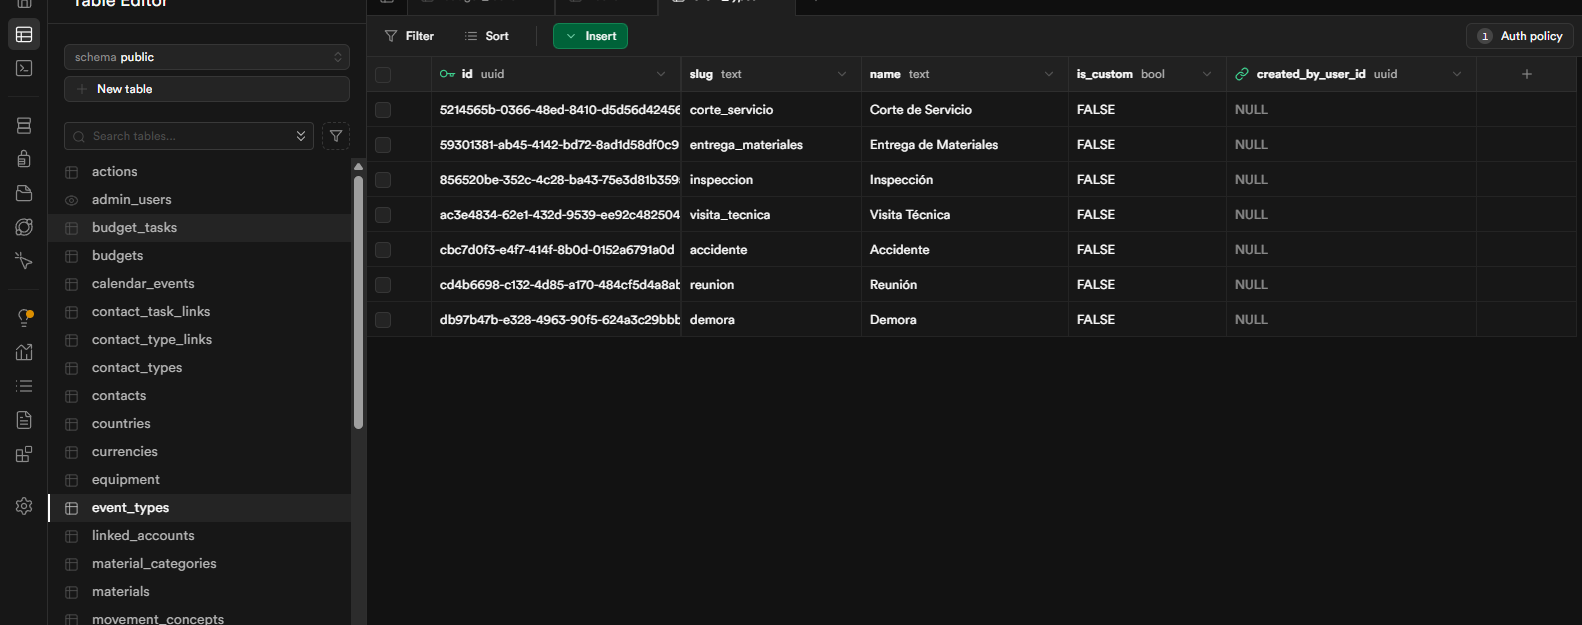 Table Editor
schema public
New table
Search tables...
actions
admin_users
budget_tasks
budgets
calendar_events
contact_task_links
contact_type_links
contact_types
contacts
countries
currencies
equipment
event_types
linked_accounts
material_categories
materials
movement_concepts
Filter Sort Insert 1 Auth policy
id uuid slug text name text is_custom bool created_by_user_id uuid
5214565b-0366-48ed-8410-d5d56d42456 corte_servicio Corte de Servicio FALSE NULL
59301381-ab45-4142-bd72-8ad1d58df0c9 entrega_materiales Entrega de Materiales FALSE NULL
856520be-352c-4c28-ba43-75e3d81b359 inspeccion Inspección FALSE NULL
ac3e4834-62e1-432d-9539-ee92c482504 visita_tecnica Visita Técnica FALSE NULL
cbc7d0f3-e4f7-414f-8b0d-0152a6791a0d accidente Accidente FALSE NULL
cd4b6698-c132-4d85-a170-484cf5d4a8ab reunion Reunión FALSE NULL
db97b47b-e328-4963-90f5-624a3c29bbb demora Demora FALSE NULL